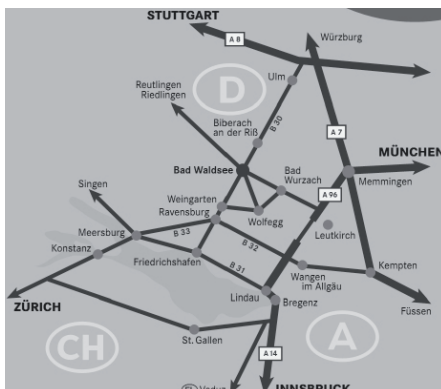 STUTTGART
A 8
Würzburg
D
Ulm
Reutlingen
Riedlingen
Biberach
an der Riß
B 30
A 7
MÜNCHEN
Bad Waldsee
Bad
Wurzach
Memmingen
A 96
Singen
Weingarten
Ravensburg
Wolfegg
Leutkirch
Meersburg
B 33
B 32
Konstanz
Friedrichshafen
B 31
Wangen
im Allgäu
Kempten
Lindau
Bregenz
ZÜRICH
Füssen
CH
St. Gallen
A
A 14
Vaduz
INNSBRUCK